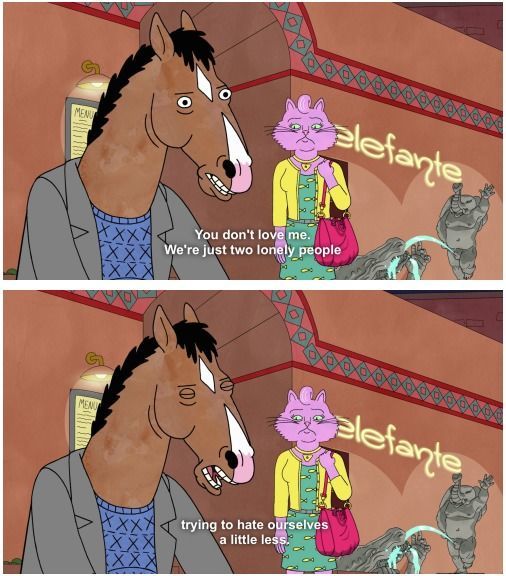 MENU
elefante
You don't love me.
We're just two lonely people
MENU
elefante
trying to hate ourselves
a little less.